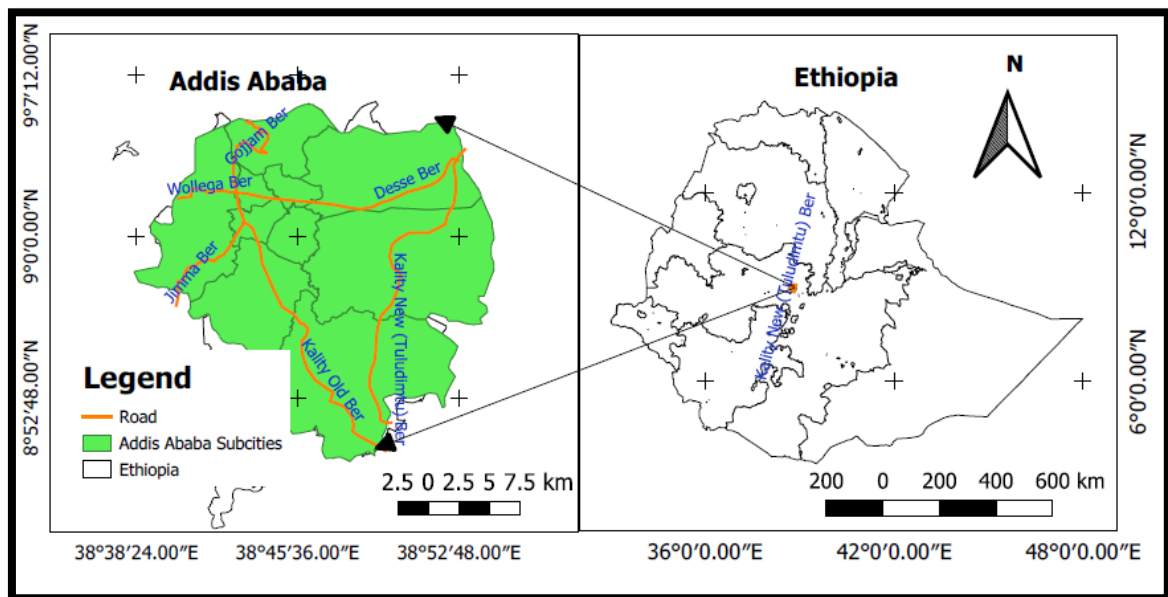 Addis Ababa
Ethiopia
N
9°7′12.00″N
9°0′0.00″N
8°52′48.00″N
Gojjam Ber
Wollega Ber
Desse Ber
Jimma Ber
Kality Old Ber
Kality New (Tuludimtu) Ber
Legend
Road
Addis Ababa Subcities
Ethiopia
2.5 0 2.5 5 7.5 km
38°38′24.00″E 38°45′36.00″E 38°52′48.00″E
Kality New (Tuludimtu) Ber
12°0′0.00″N
6°0′0.00″N
200 0 200 400 600 km
36°0′0.00″E 42°0′0.00″E 48°0′0.00″E